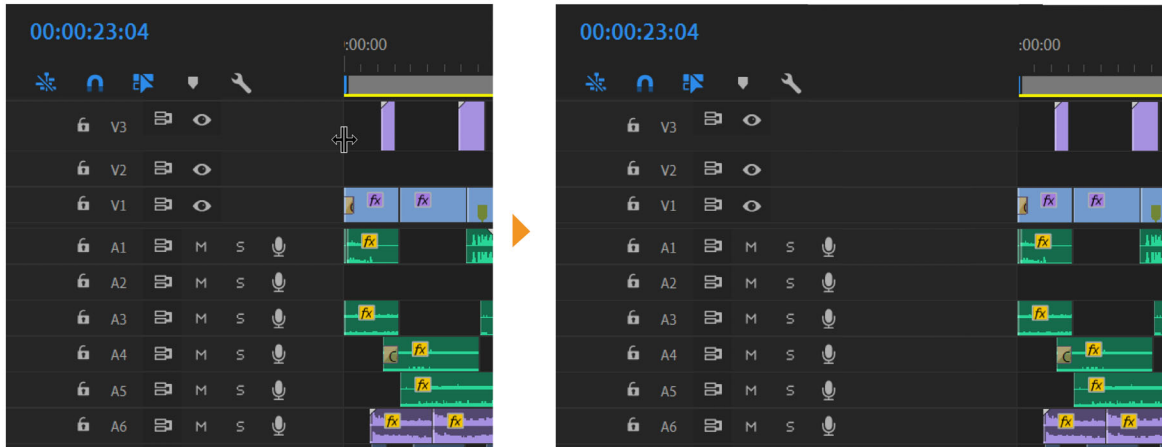 00:00:23:04
:00:00
V3
V2
V1 fx fx
A1 M S fx
A2 M S
A3 M S fx
A4 M S fx
A5 M S fx
A6 M S fx fx
00:00:23:04
:00:00
V3
V2
V1 fx fx
A1 M S fx
A2 M S
A3 M S fx
A4 M S fx
A5 M S fx
A6 M S fx fx